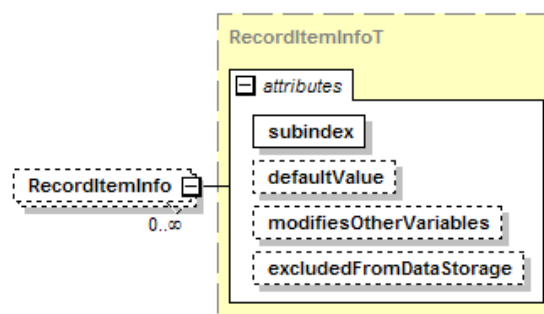 RecordItemInfoT
attributes
subindex
defaultValue
RecordItemInfo
modifiesOtherVariables
0..∞
excludedFromDataStorage